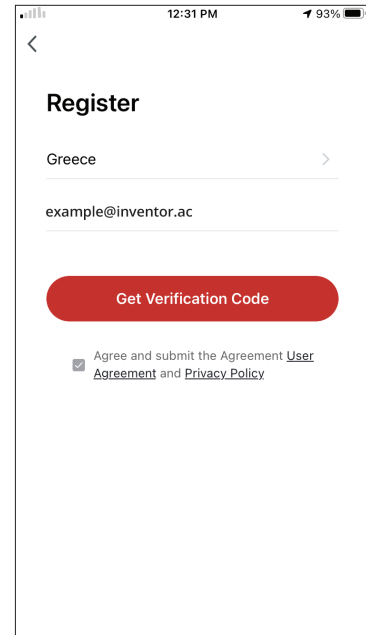 12:31 PM
93%
Register
Greece
example@inventor.ac
Get Verification Code
Agree and submit the Agreement User
Agreement and Privacy Policy